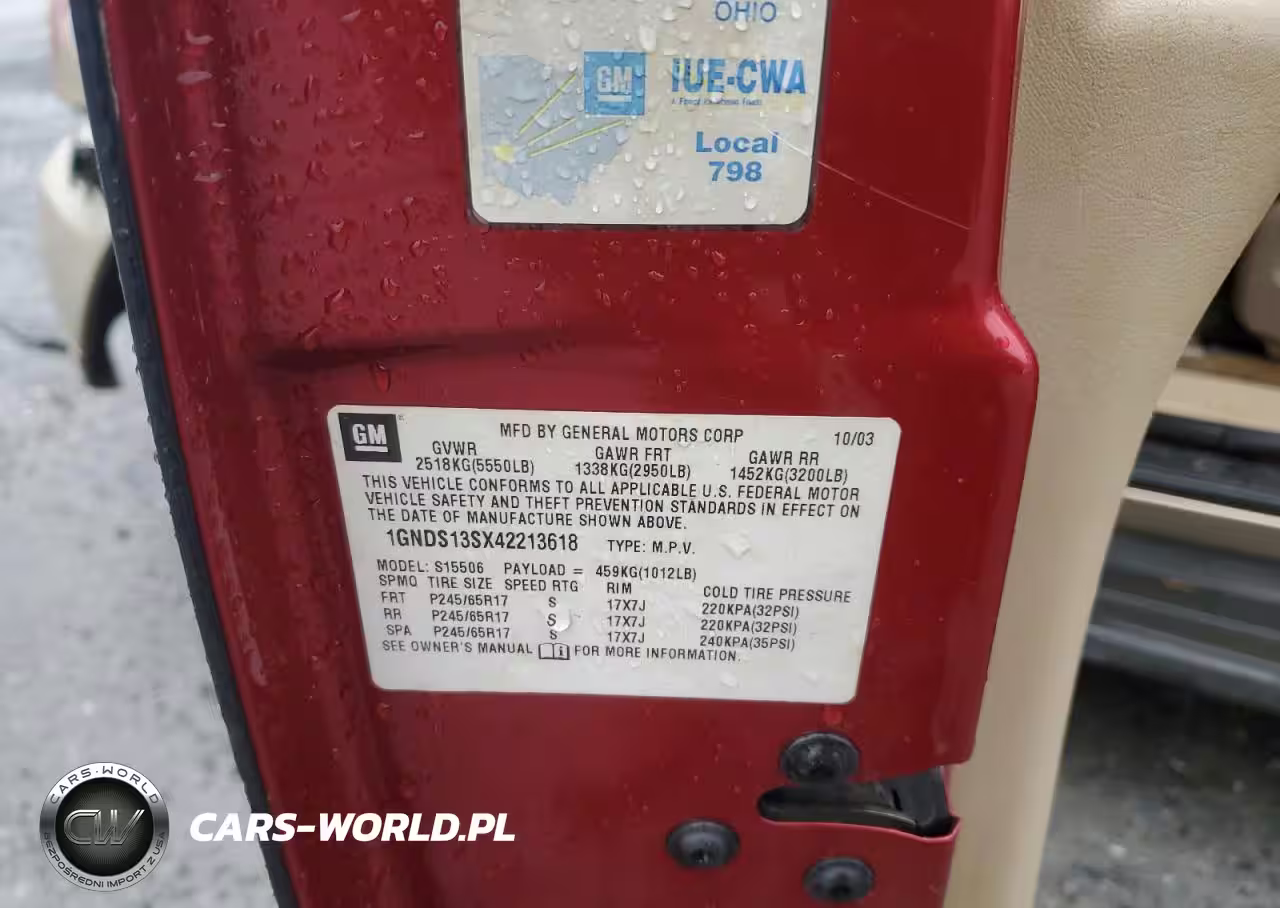 OHIO
GM IUE-CWA
Local
798
GM
MFD BY GENERAL MOTORS CORP 10/03
GVWR GAWR FRT GAWR RR
2518KG(5550LB) 1338KG(2950LB) 1452KG(3200LB)
THIS VEHICLE CONFORMS TO ALL APPLICABLE U.S. FEDERAL MOTOR
VEHICLE SAFETY AND THEFT PREVENTION STANDARDS IN EFFECT ON
THE DATE OF MANUFACTURE SHOWN ABOVE.
1GNDS13SX42213618 TYPE: M.P.V.
MODEL: S15506 PAYLOAD = 459KG(1012LB)
SPMO TIRE SIZE SPEED RTG RIM COLD TIRE PRESSURE
FRT P245/65R17 S 17X7J 220KPA(32PSI)
RR P245/65R17 S 17X7J 220KPA(32PSI)
SPA P245/65R17 S 17X7J 240KPA(35PSI)
SEE OWNER'S MANUAL FOR MORE INFORMATION.
CARS-WORLD
CW
BEZPOŚREDNI IMPORT Z USA
CARS-WORLD.PL